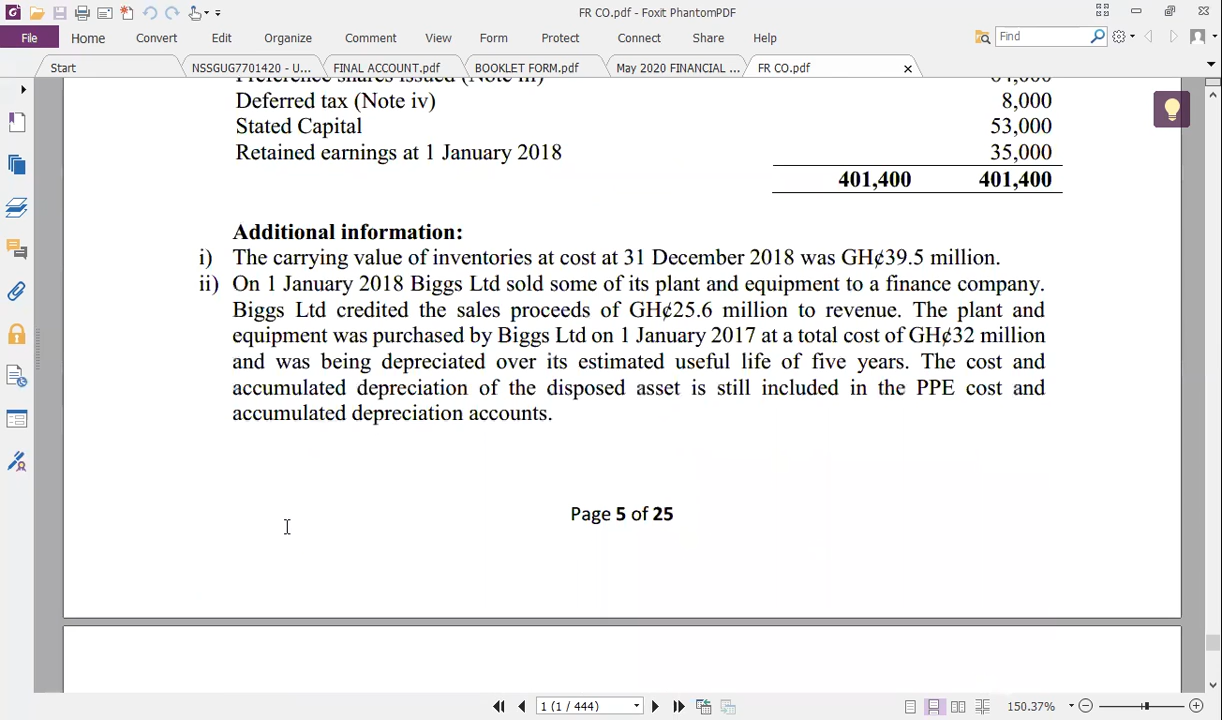 FR CO.pdf - Foxit PhantomPDF
File Home Convert Edit Organize Comment View Form Protect Connect Share Help Find
Start NSSGUG7701420 - U... FINAL ACCOUNT.pdf BOOKLET FORM.pdf May 2020 FINANCIAL ... FR CO.pdf
Preference shares issued (Note iii) 64,000
Deferred tax (Note iv) 8,000
Stated Capital 53,000
Retained earnings at 1 January 2018 35,000
401,400 401,400
Additional information:
i) The carrying value of inventories at cost at 31 December 2018 was GH¢39.5 million.
ii) On 1 January 2018 Biggs Ltd sold some of its plant and equipment to a finance company.
Biggs Ltd credited the sales proceeds of GH¢25.6 million to revenue. The plant and
equipment was purchased by Biggs Ltd on 1 January 2017 at a total cost of GH¢32 million
and was being depreciated over its estimated useful life of five years. The cost and
accumulated depreciation of the disposed asset is still included in the PPE cost and
accumulated depreciation accounts.
Page 5 of 25
1 (1 / 444) 150.37%